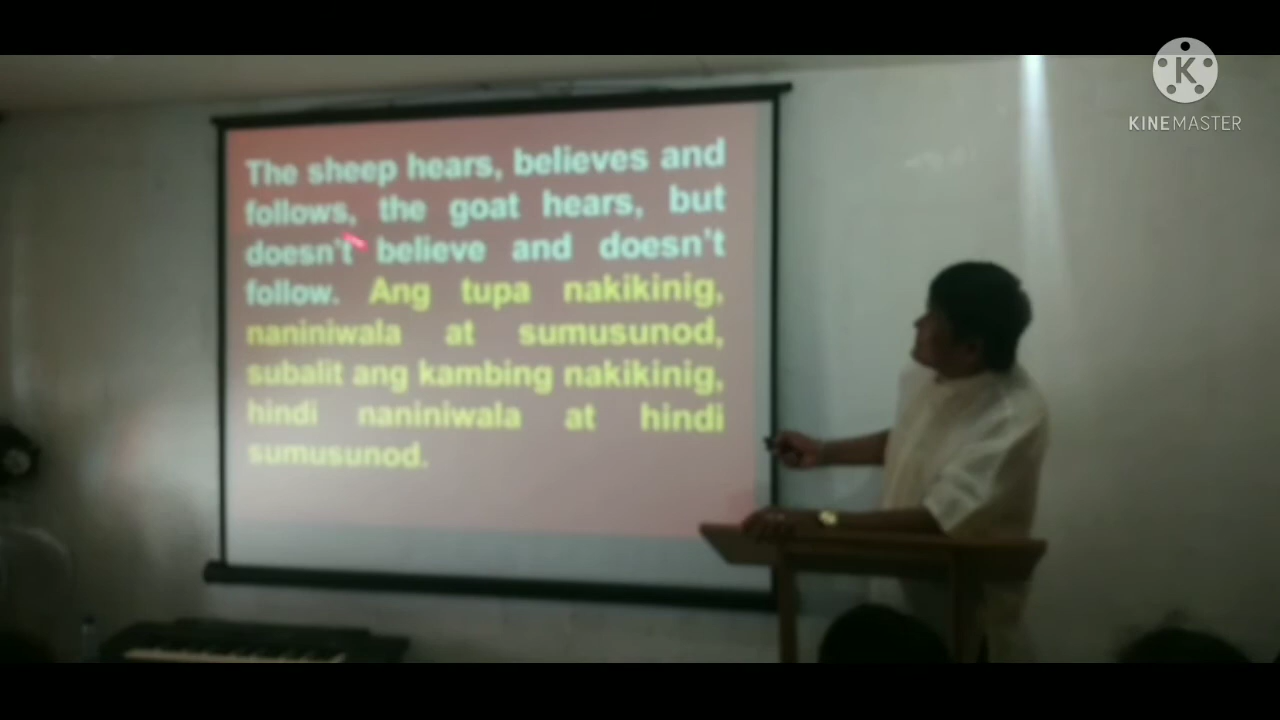 The sheep hears, believes and
follows, the goat hears, but
doesn't believe and doesn't
follow. Ang tupa nakikinig,
naniniwala at sumusunod,
subalit ang kambing nakikinig,
hindi naniniwala at hindi
sumusunod.
K
KINEMASTER